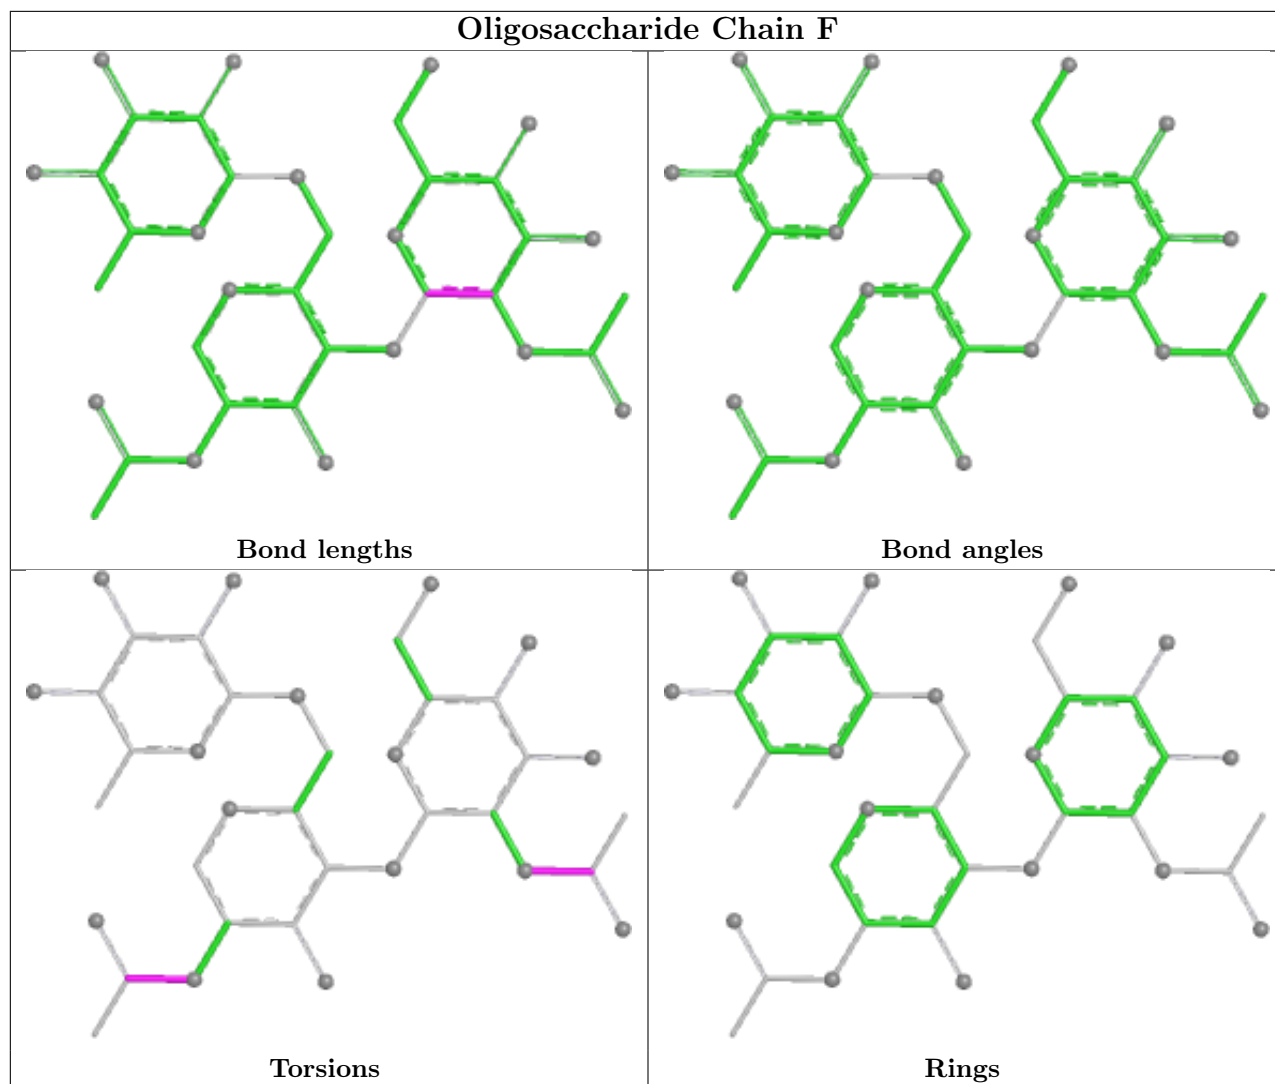 Oligosaccharide Chain F
Bond lengths
Bond angles
Torsions
Rings